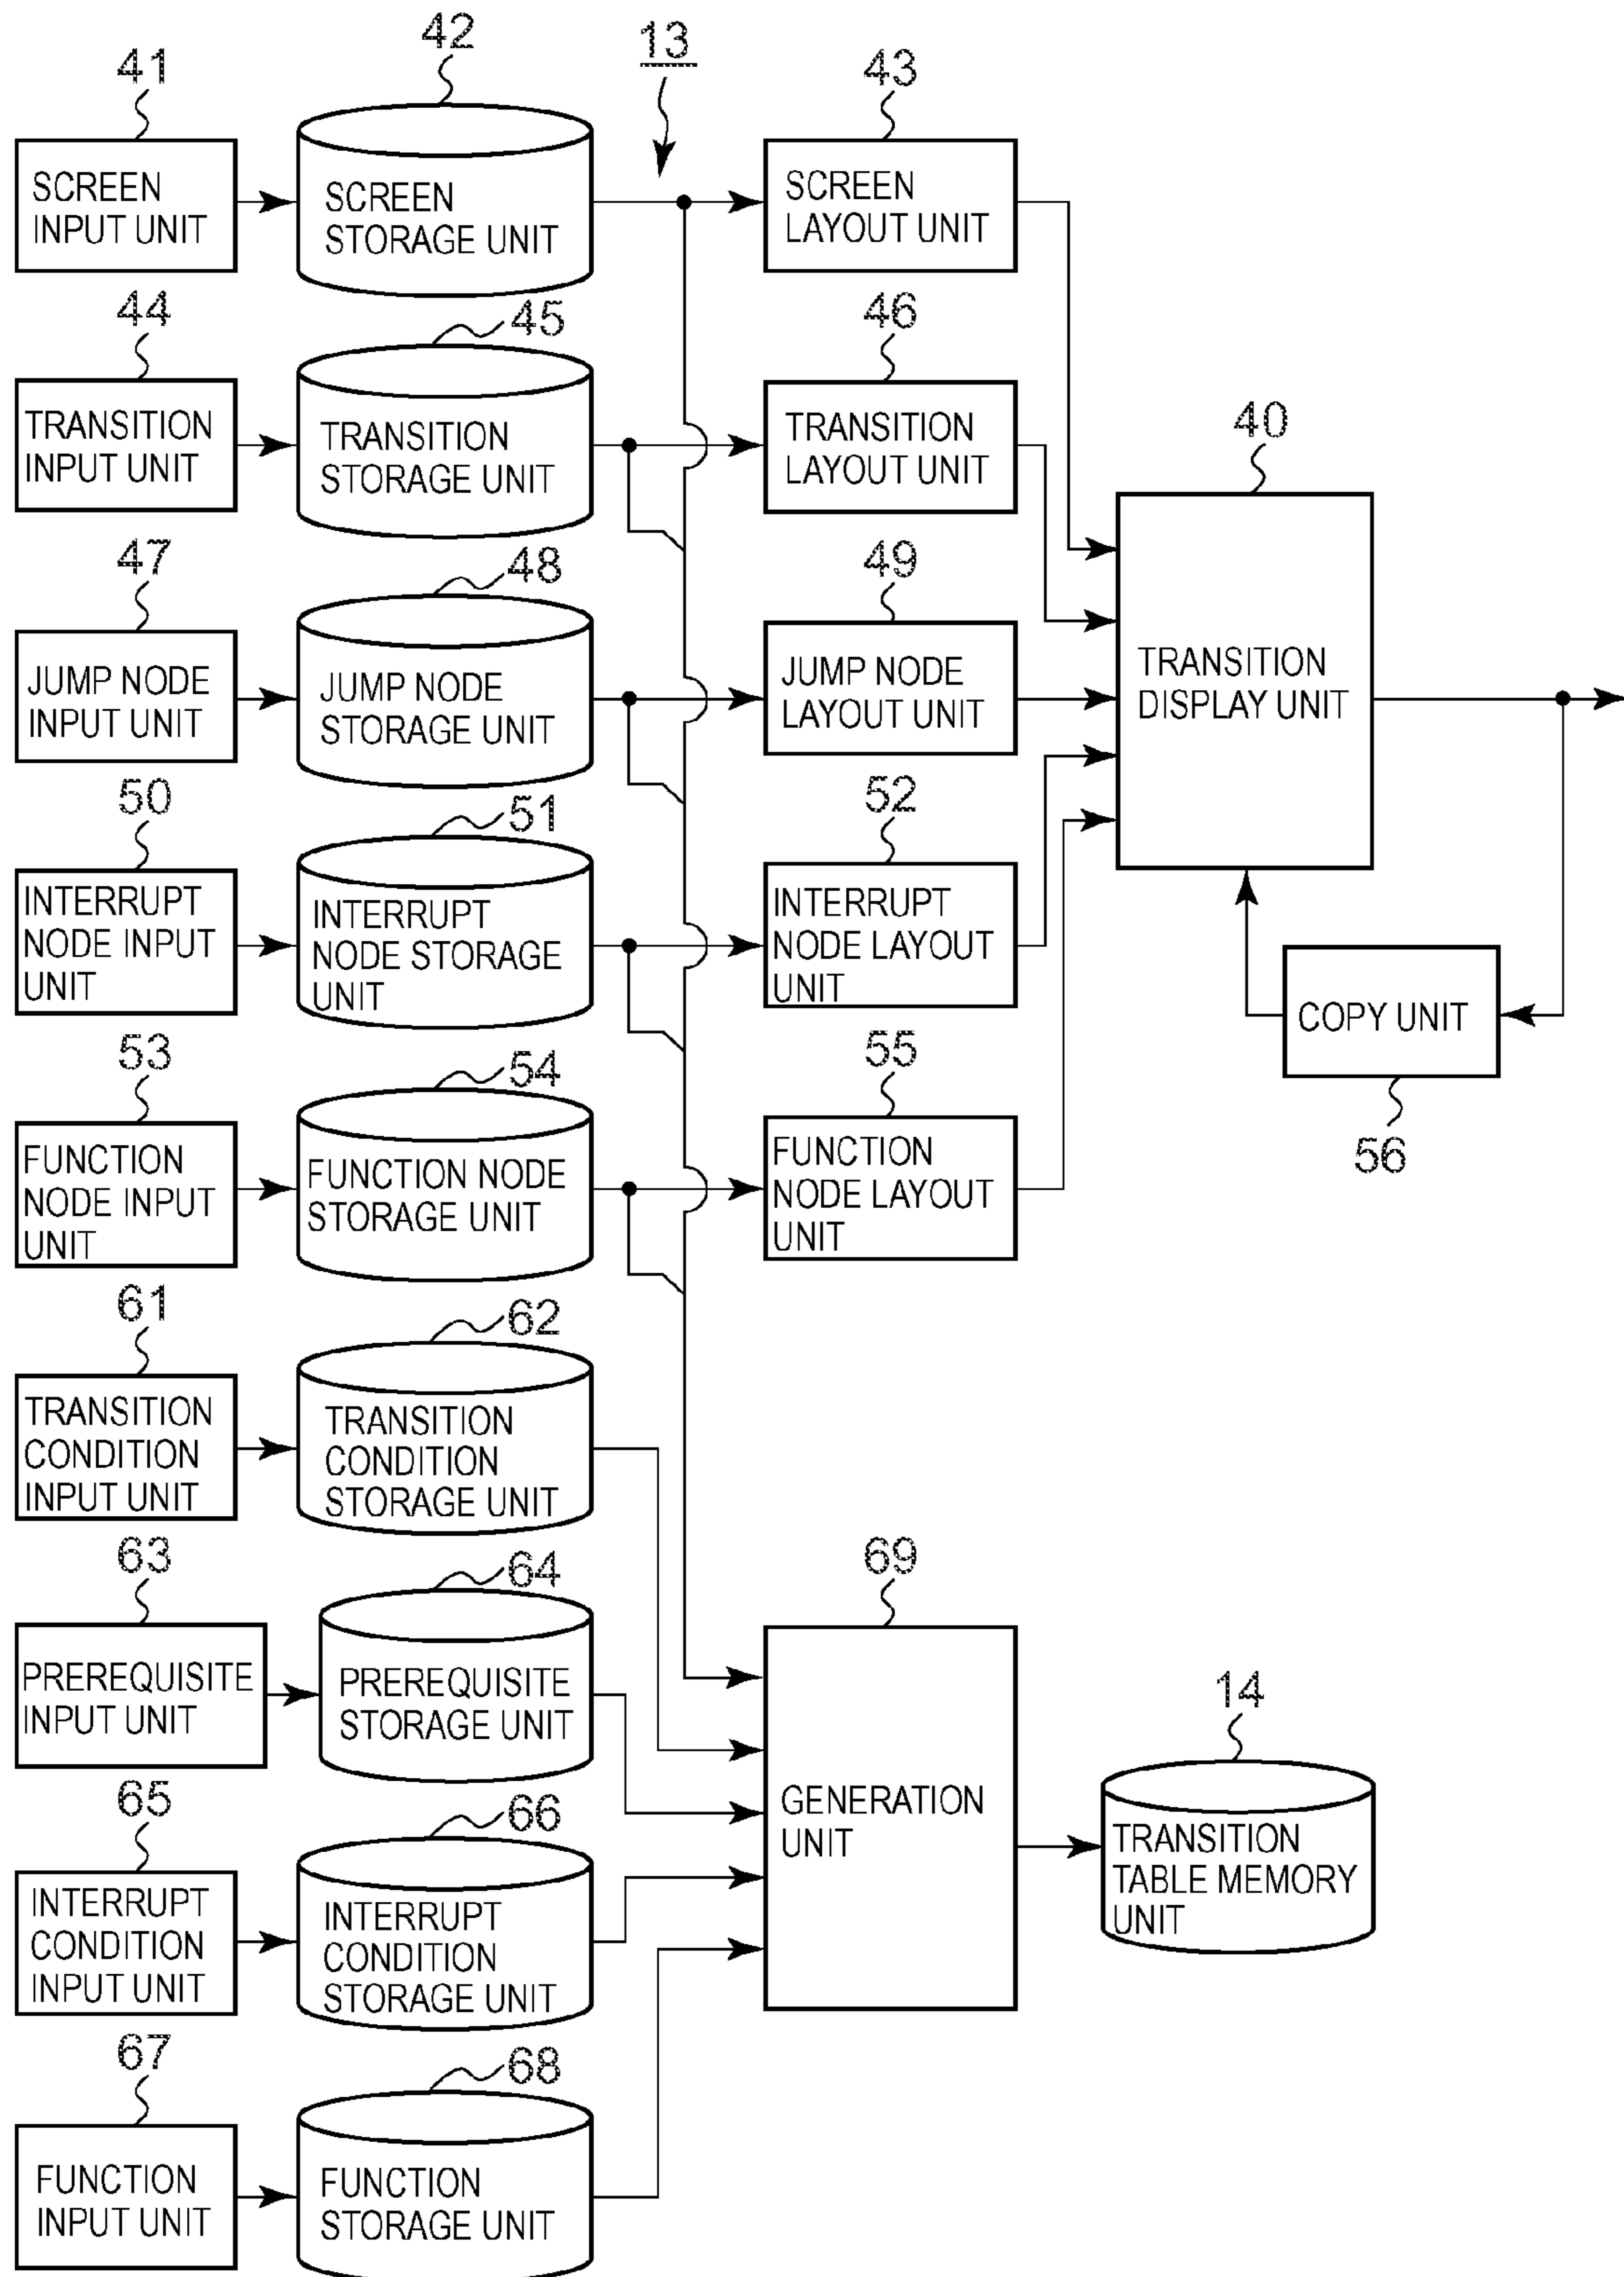 42
13
41
43
SCREEN
INPUT UNIT
SCREEN
STORAGE UNIT
SCREEN
LAYOUT UNIT
44
45
46
TRANSITION
INPUT UNIT
TRANSITION
STORAGE UNIT
TRANSITION
LAYOUT UNIT
40
47
48
49
JUMP NODE
INPUT UNIT
JUMP NODE
STORAGE UNIT
JUMP NODE
LAYOUT UNIT
TRANSITION
DISPLAY UNIT
50
51
52
INTERRUPT
NODE INPUT
UNIT
INTERRUPT
NODE STORAGE
UNIT
INTERRUPT
NODE LAYOUT
UNIT
COPY UNIT
56
53
54
55
FUNCTION
NODE INPUT
UNIT
FUNCTION NODE
STORAGE UNIT
FUNCTION
NODE LAYOUT
UNIT
61
62
TRANSITION
CONDITION
INPUT UNIT
TRANSITION
CONDITION
STORAGE UNIT
63
64
69
PREREQUISITE
INPUT UNIT
PREREQUISITE
STORAGE UNIT
GENERATION
UNIT
14
TRANSITION
TABLE MEMORY
UNIT
65
66
INTERRUPT
CONDITION
INPUT UNIT
INTERRUPT
CONDITION
STORAGE UNIT
67
68
FUNCTION
INPUT UNIT
FUNCTION
STORAGE UNIT